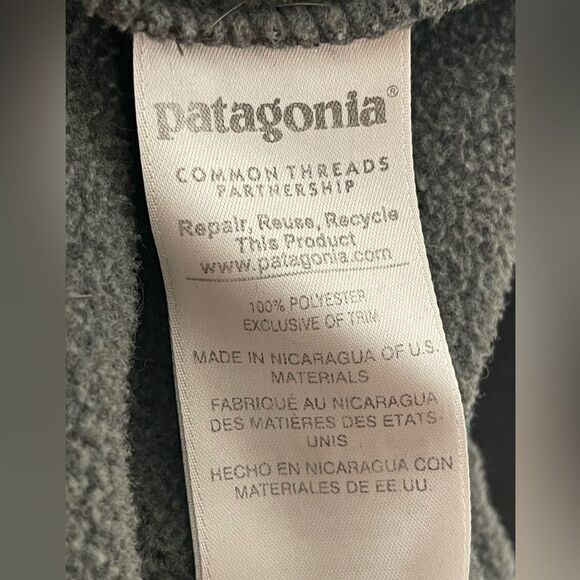 patagonia®
COMMON THREADS
PARTNERSHIP
Repair, Reuse, Recycle
This Product
www.patagonia.com
100% POLYESTER
EXCLUSIVE OF TRIM
MADE IN NICARAGUA OF U.S.
MATERIALS
FABRIQUÉ AU NICARAGUA
DES MATIÈRES DES ETATS-
UNIS
HECHO EN NICARAGUA CON
MATERIALES DE EE.UU.